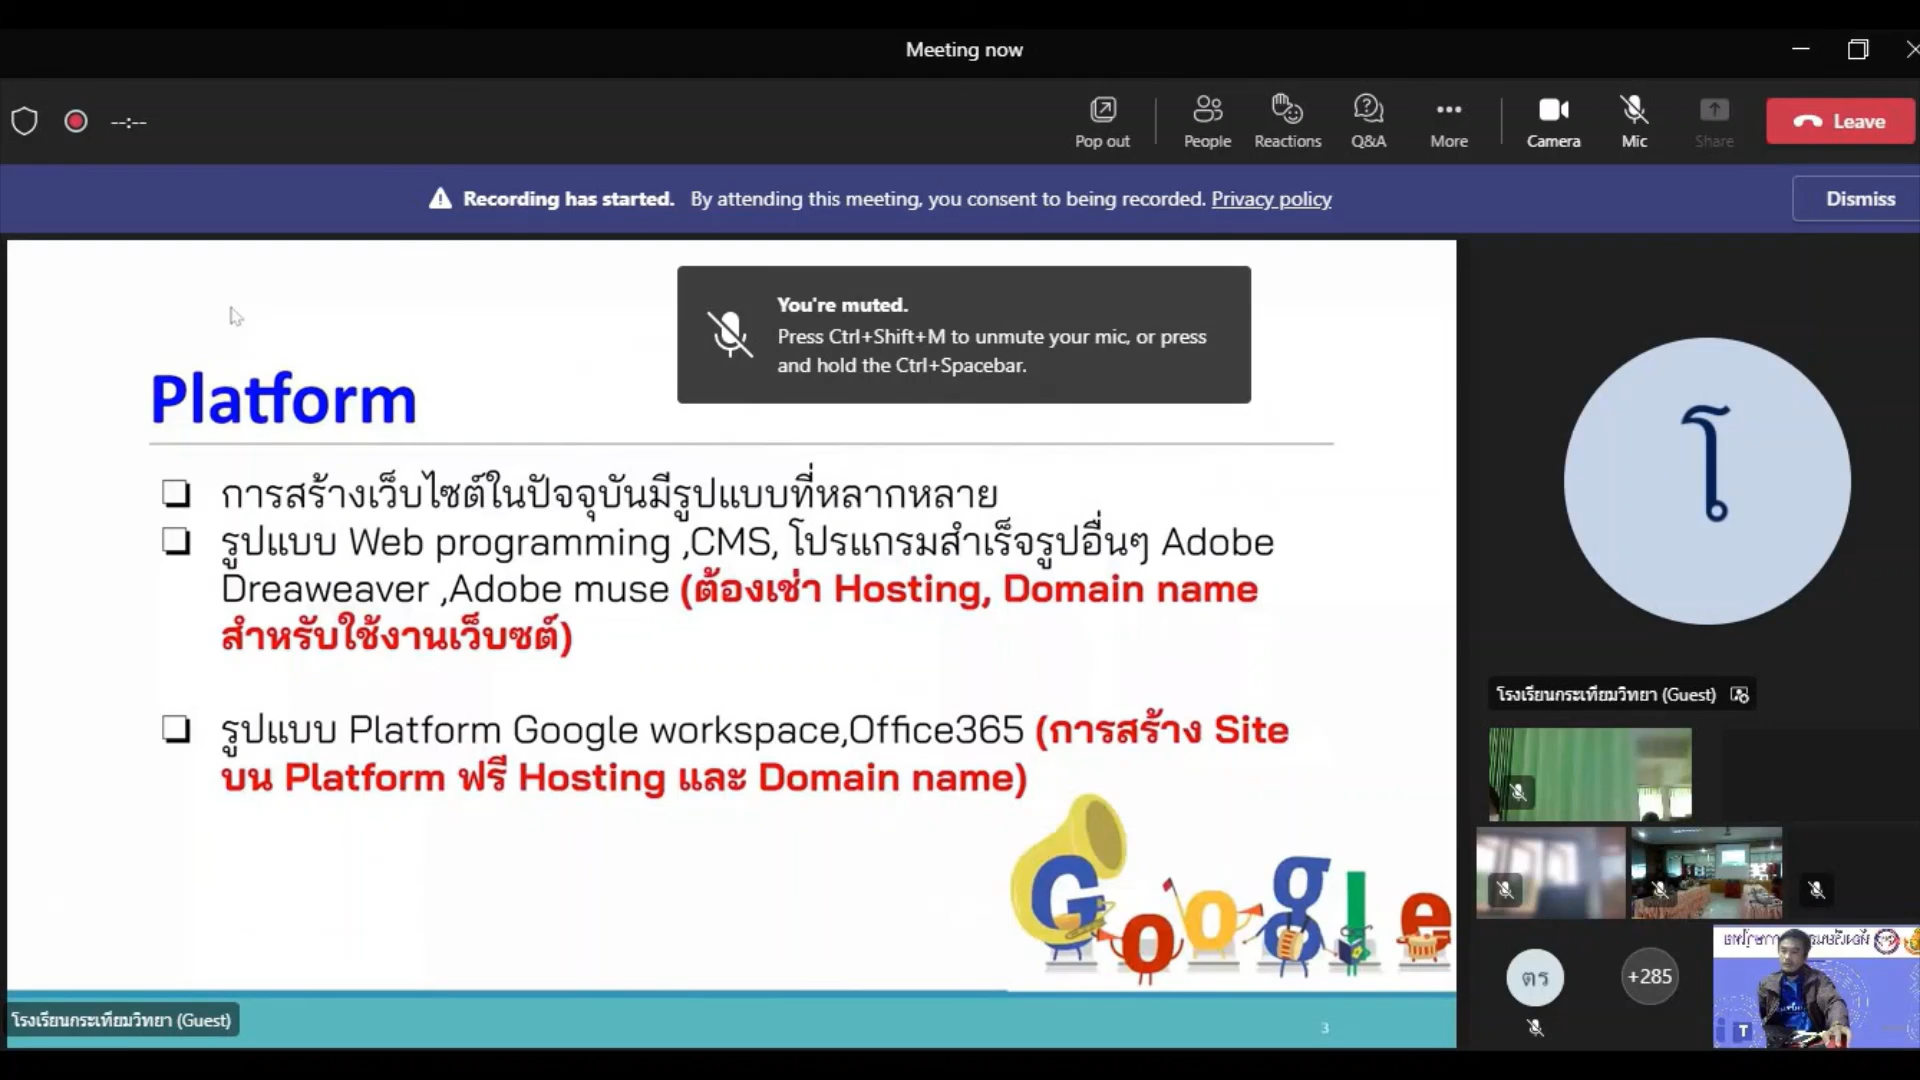 Meeting now
--:--
Pop out
People
Reactions
Q&A
More
Camera
Mic
Share
Leave
Recording has started. By attending this meeting, you consent to being recorded. Privacy policy
Dismiss
You're muted.
Press Ctrl+Shift+M to unmute your mic, or press
and hold the Ctrl+Spacebar.
Platform
การสร้างเว็บไซต์ในปัจจุบันมีรูปแบบที่หลากหลาย
รูปแบบ Web programming ,CMS, โปรแกรมสำเร็จรูปอื่นๆ Adobe
Dreaweaver ,Adobe muse (ต้องเช่า Hosting, Domain name
สำหรับใช้งานเว็บซต์)
รูปแบบ Platform Google workspace,Office365 (การสร้าง Site
บน Platform ฟรี Hosting และ Domain name)
Google
3
โรงเรียนกระเทียมวิทยา (Guest)
โ
โรงเรียนกระเทียมวิทยา (Guest)
ตร
+285